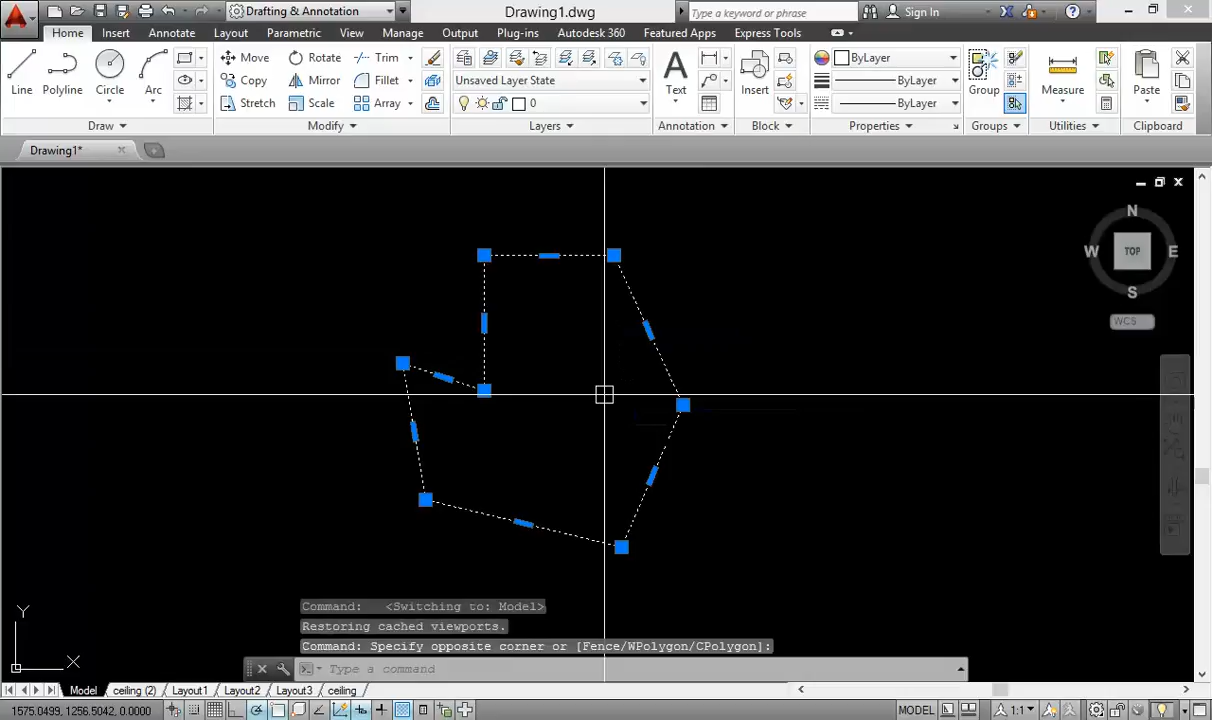 Drafting & Annotation Drawing1.dwg Type a keyword or phrase Sign In
Home Insert Annotate Layout Parametric View Manage Output Plug-ins Autodesk 360 Featured Apps Express Tools
Line Polyline Circle Arc
Move Rotate Trim
Copy Mirror Fillet
Stretch Scale Array
Unsaved Layer State
0
Text Insert
ByLayer
ByLayer
ByLayer
Group Measure Paste
Draw Modify Layers Annotation Block Properties Groups Utilities Clipboard
Drawing1*
N
W TOP E
S
WCS
Y
X
Command: <Switching to: Model>
Restoring cached viewports.
Command: Specify opposite corner or [Fence/WPolygon/CPolygon]:
Type a command
Model ceiling (2) Layout1 Layout2 Layout3 ceiling
1575.0499, 1256.5042, 0.0000 MODEL 1:1